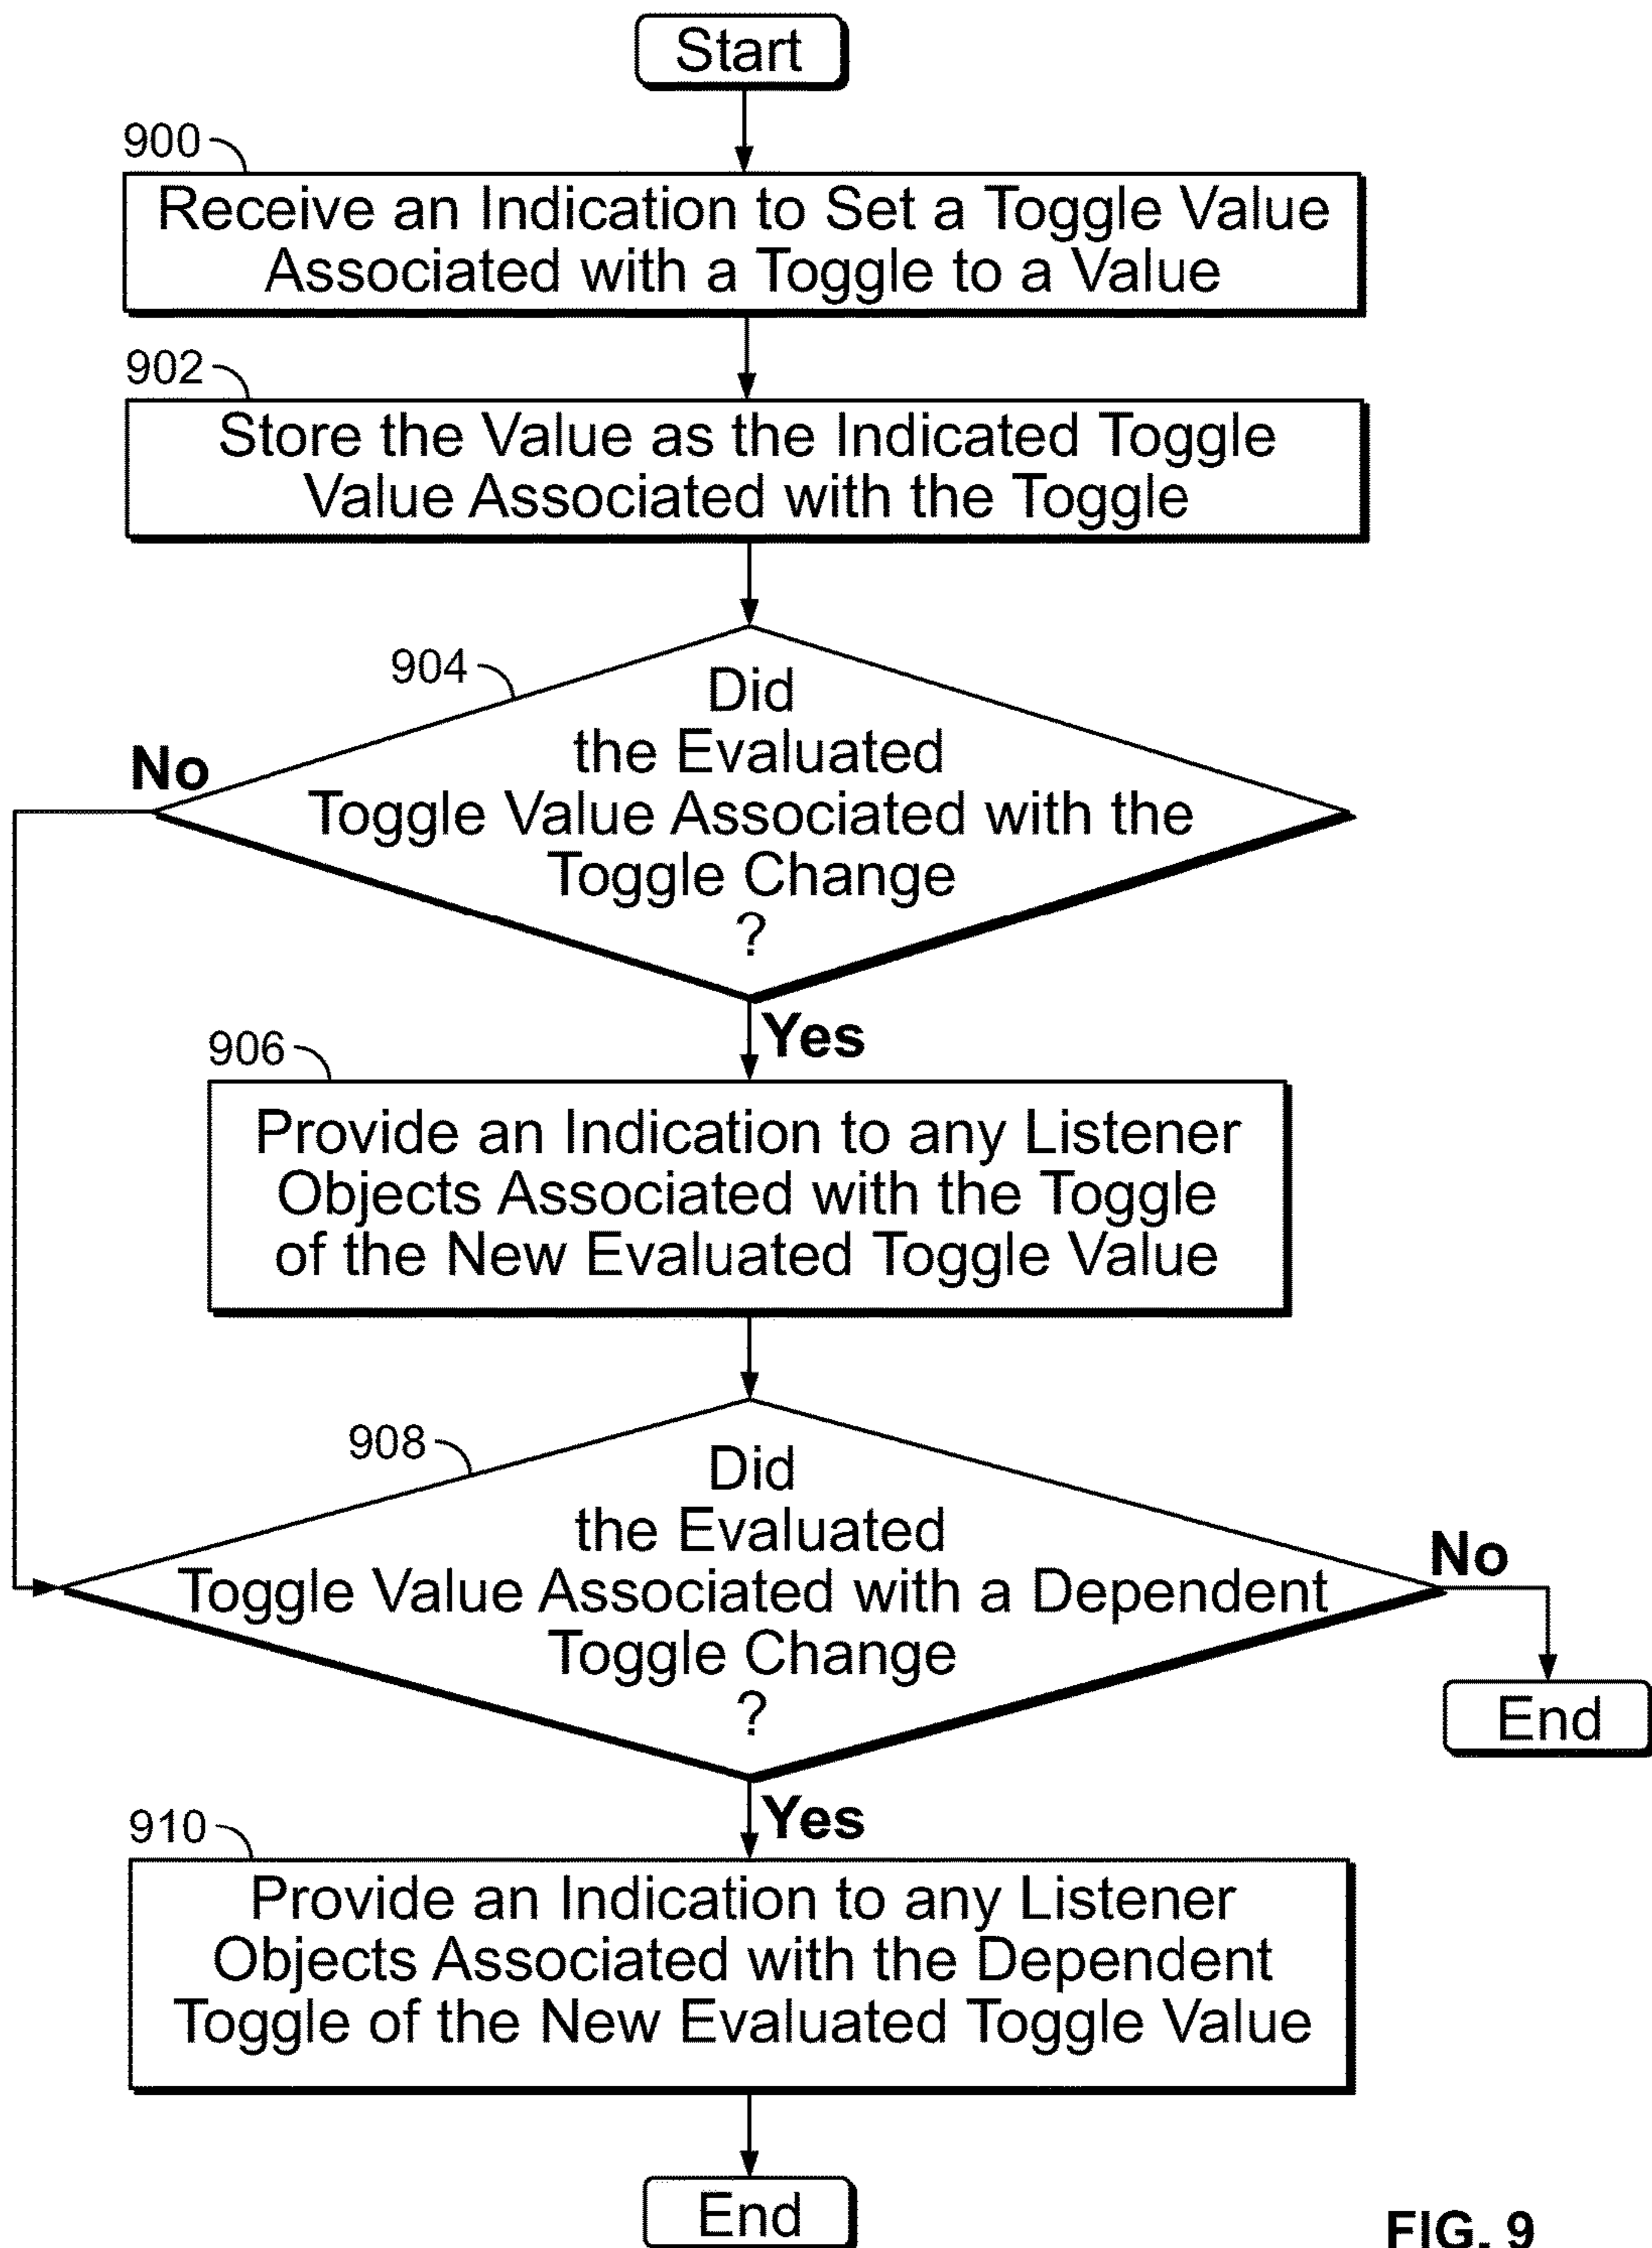 Start
900
Receive an Indication to Set a Toggle Value
Associated with a Toggle to a Value
902
Store the Value as the Indicated Toggle
Value Associated with the Toggle
904
Did
the Evaluated
Toggle Value Associated with the
Toggle Change
?
No
Yes
906
Provide an Indication to any Listener
Objects Associated with the Toggle
of the New Evaluated Toggle Value
908
Did
the Evaluated
Toggle Value Associated with a Dependent
Toggle Change
?
No
End
Yes
910
Provide an Indication to any Listener
Objects Associated with the Dependent
Toggle of the New Evaluated Toggle Value
End
FIG. 9